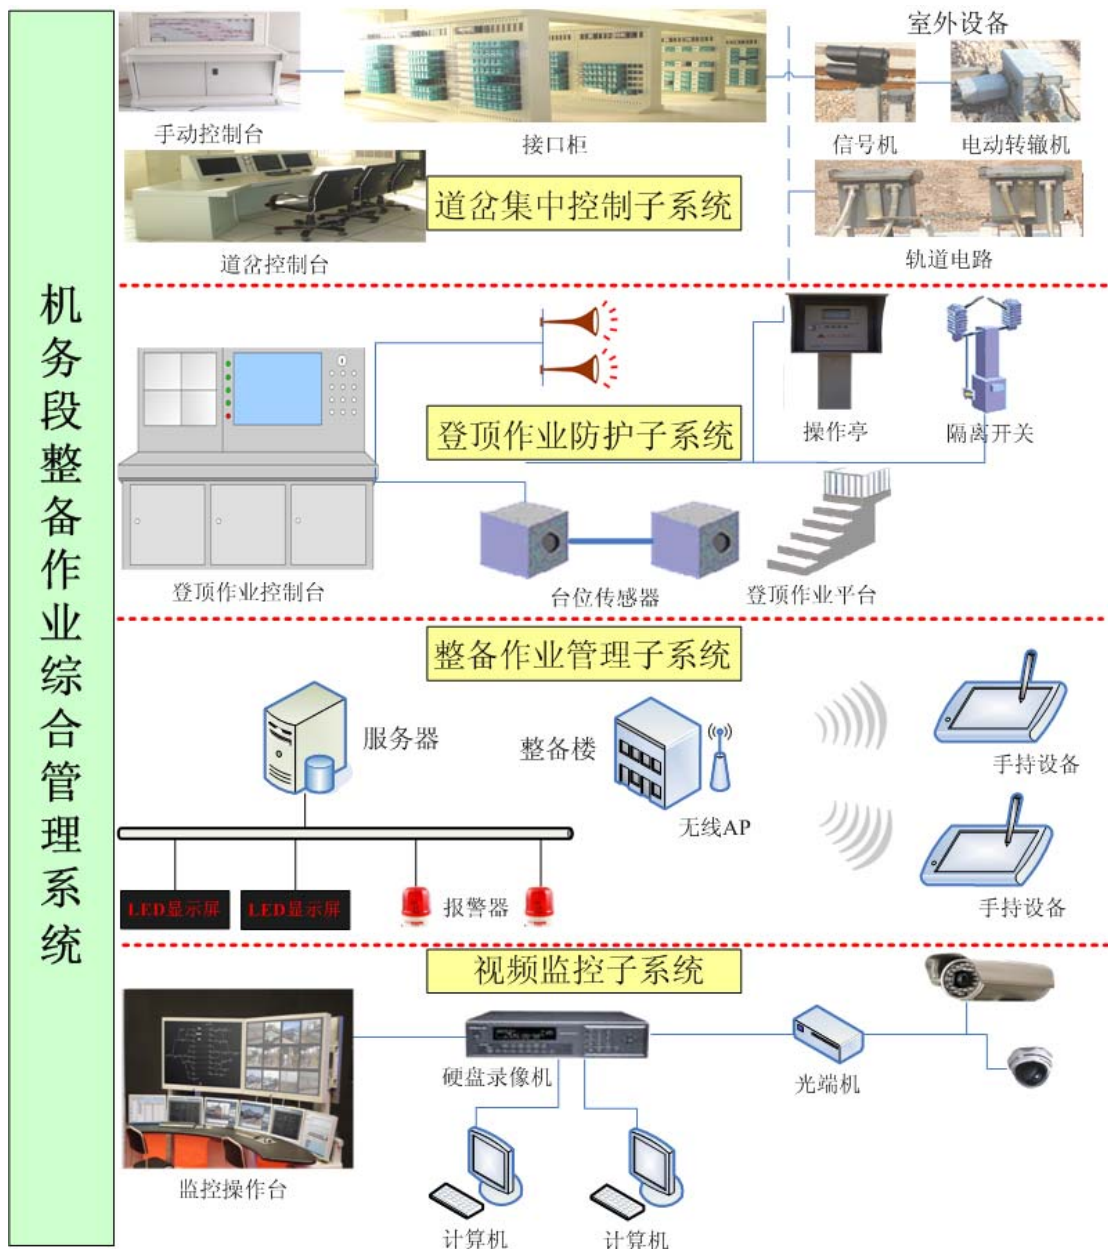 机务段整备作业综合管理系统
室外设备
手动控制台
接口柜
信号机
电动转辙机
道岔集中控制子系统
道岔控制台
轨道电路
登顶作业防护子系统
操作亭
隔离开关
登顶作业控制台
台位传感器
登顶作业平台
整备作业管理子系统
服务器
整备楼
手持设备
无线AP
LED显示屏
LED显示屏
报警器
手持设备
视频监控子系统
硬盘录像机
光端机
监控操作台
计算机
计算机